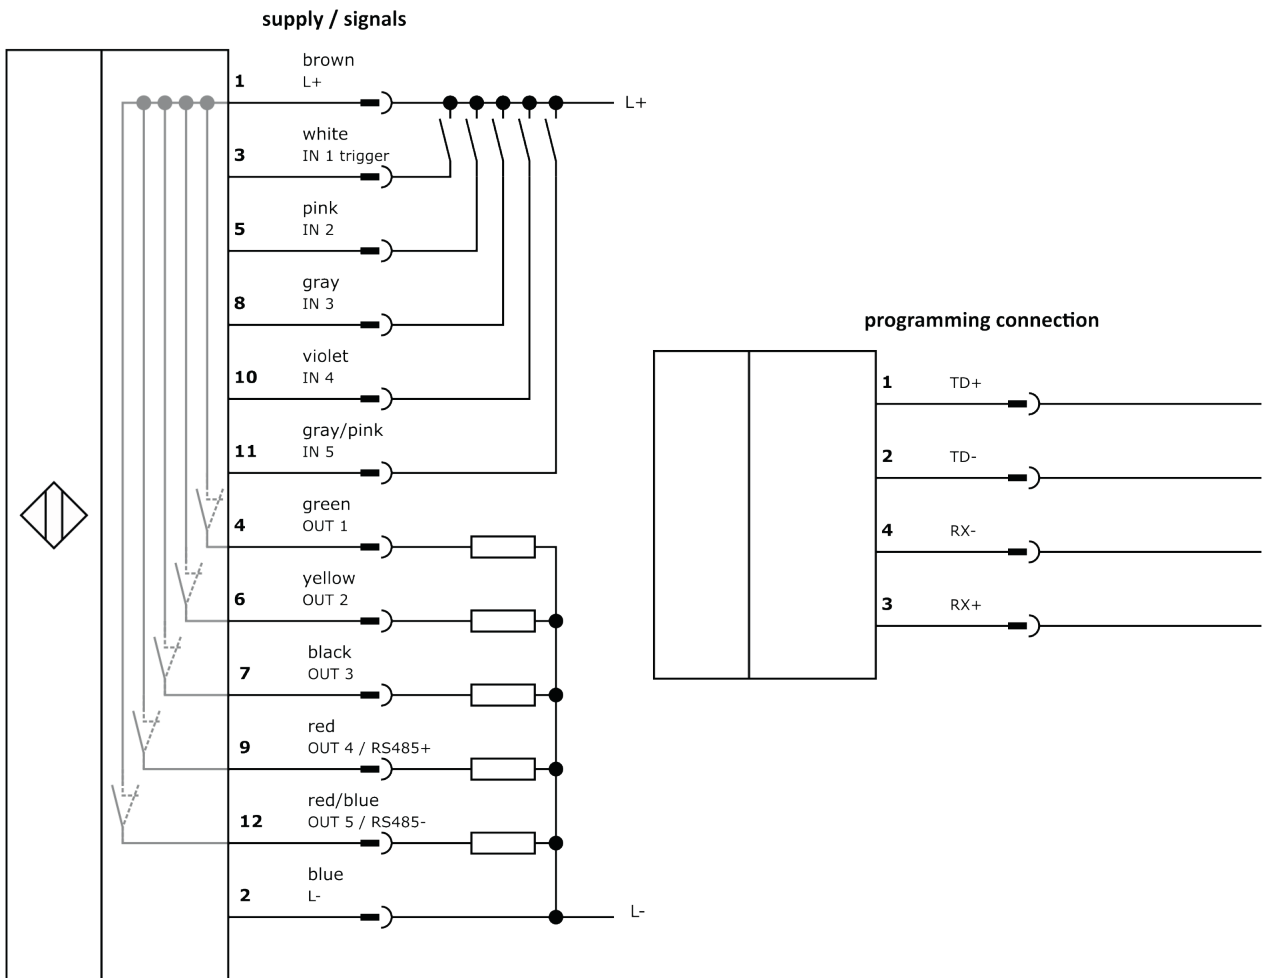 supply / signals
brown
1 L+
L+
white
3 IN 1 trigger
pink
5 IN 2
gray
8 IN 3
violet
10 IN 4
gray/pink
11 IN 5
green
4 OUT 1
yellow
6 OUT 2
black
7 OUT 3
red
9 OUT 4 / RS485+
red/blue
12 OUT 5 / RS485-
blue
2 L-
L-
programming connection
1 TD+
2 TD-
4 RX-
3 RX+